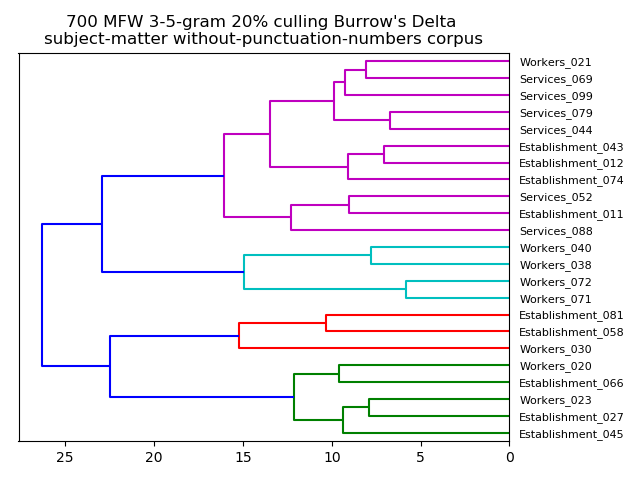 700 MFW 3-5-gram 20% culling Burrow's Delta
subject-matter without-punctuation-numbers corpus
Workers_021
Services_069
Services_099
Services_079
Services_044
Establishment_043
Establishment_012
Establishment_074
Services_052
Establishment_011
Services_088
Workers_040
Workers_038
Workers_072
Workers_071
Establishment_081
Establishment_058
Workers_030
Workers_020
Establishment_066
Workers_023
Establishment_027
Establishment_045
25 20 15 10 5 0